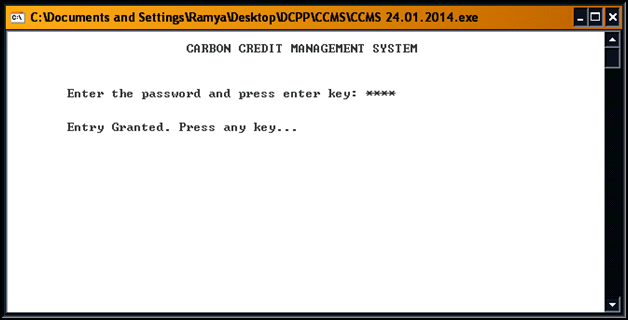 C:\Documents and Settings\Ramya\Desktop\DCPP\CCMS\CCMS 24.01.2014.exe
CARBON CREDIT MANAGEMENT SYSTEM
Enter the password and press enter key: ****
Entry Granted. Press any key...